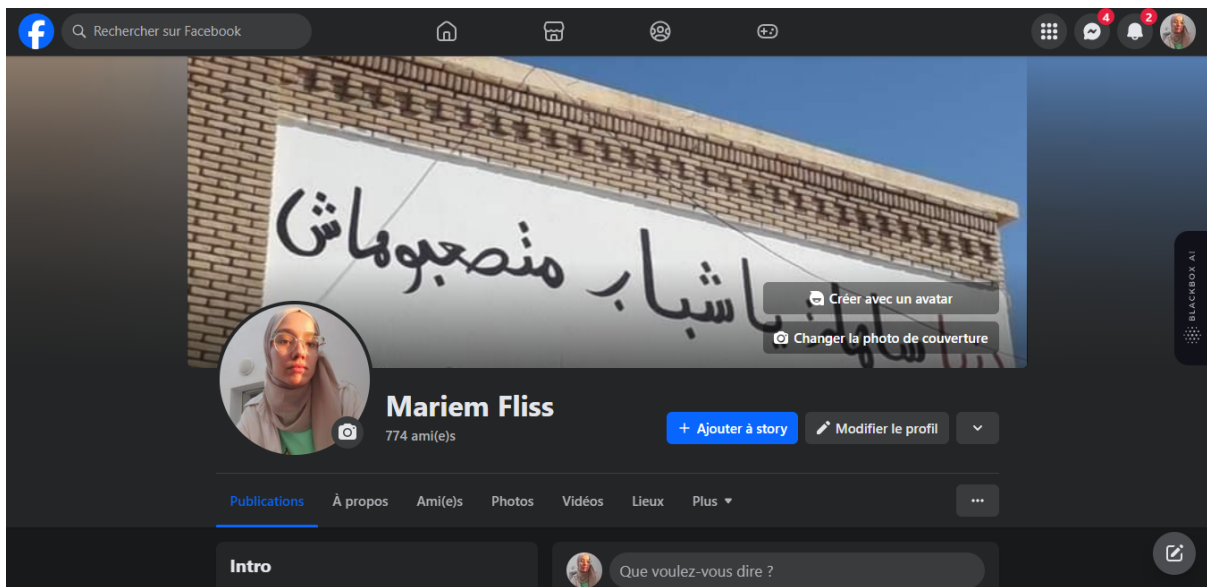 Rechercher sur Facebook
4
2
ياشباب متصعبوهاش
Créer avec un avatar
Changer la photo de couverture
BLACKBOX AI
Mariem Fliss
774 ami(e)s
+ Ajouter à story
Modifier le profil
Publications
À propos
Ami(e)s
Photos
Vidéos
Lieux
Plus
Intro
Que voulez-vous dire ?